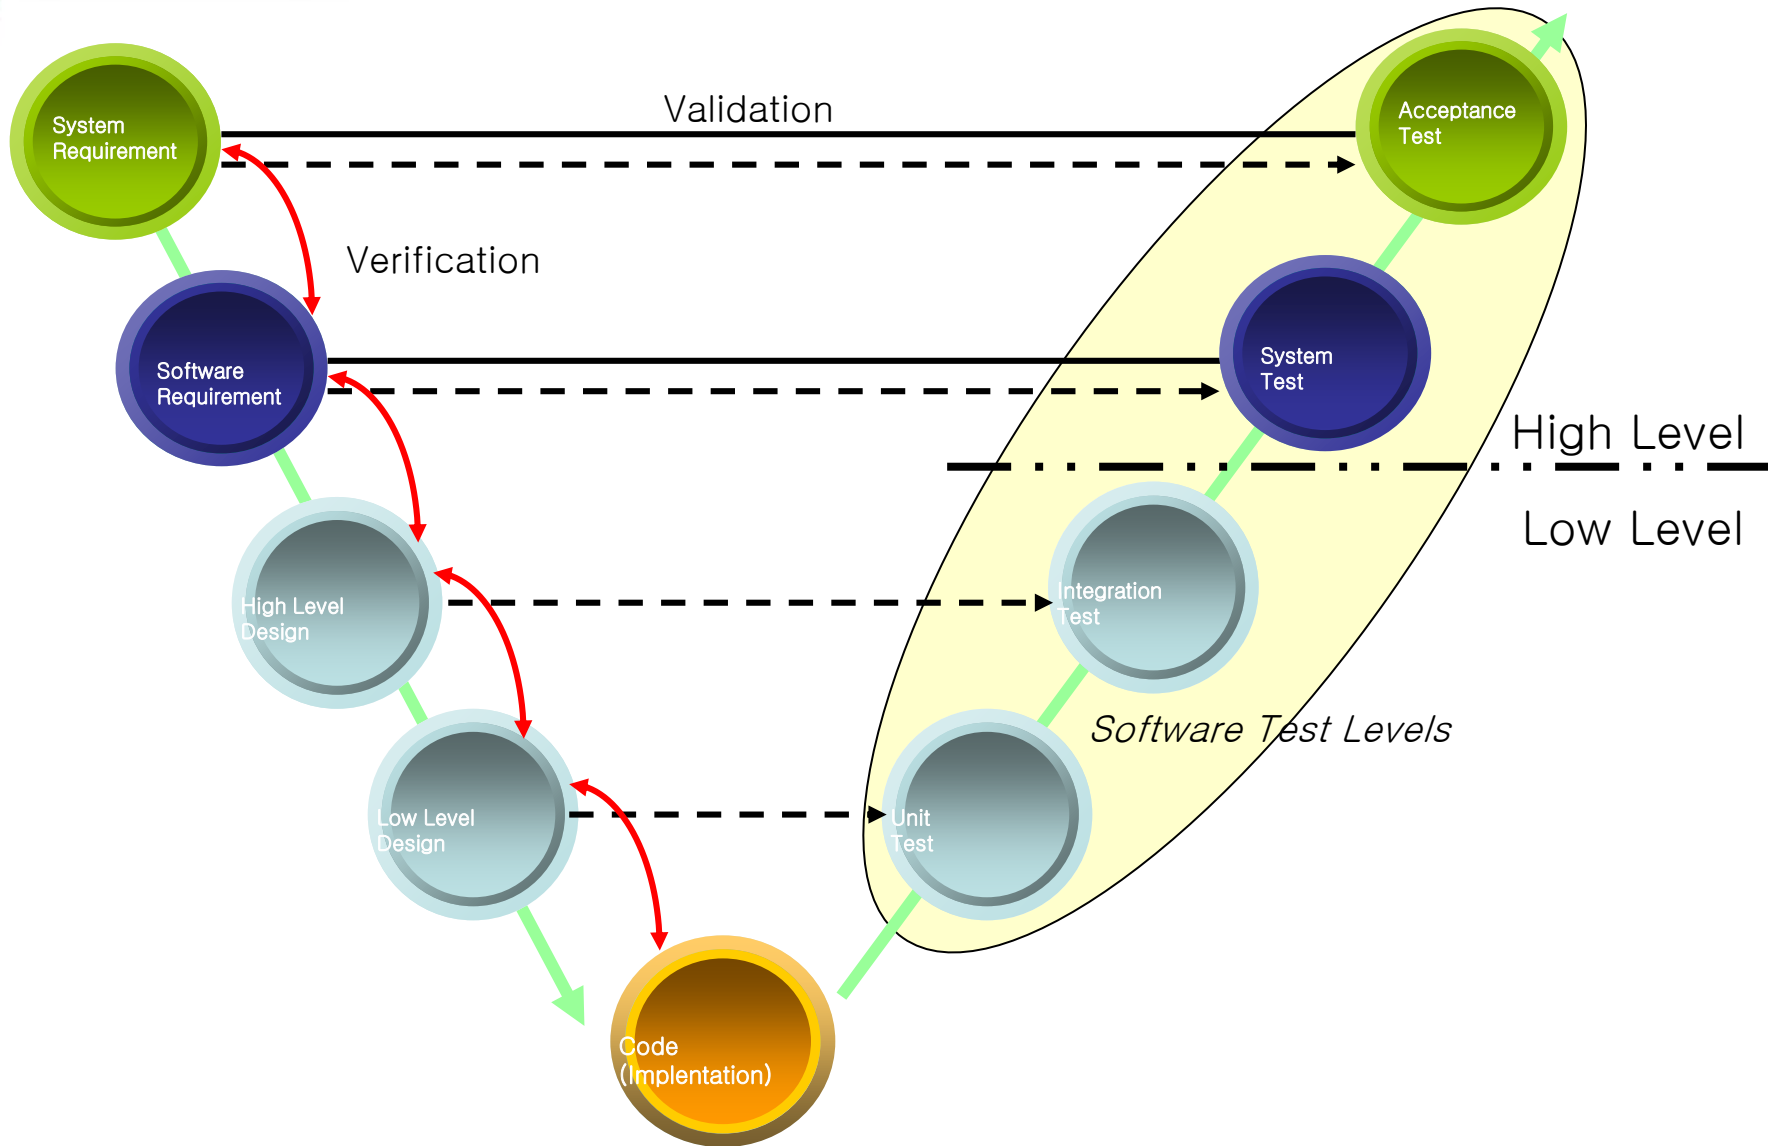 Validation
System
Requirement
Acceptance
Test
Verification
Software
Requirement
System
Test
High Level
Low Level
High Level
Design
Integration
Test
Software Test Levels
Low Level
Design
Unit
Test
Code
(Implentation)